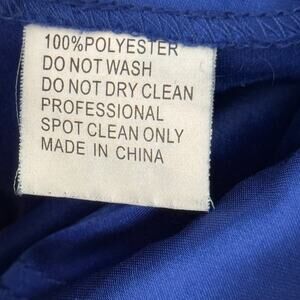 100%POLYESTER
DO NOT WASH
DO NOT DRY CLEAN
PROFESSIONAL
SPOT CLEAN ONLY
MADE IN CHINA